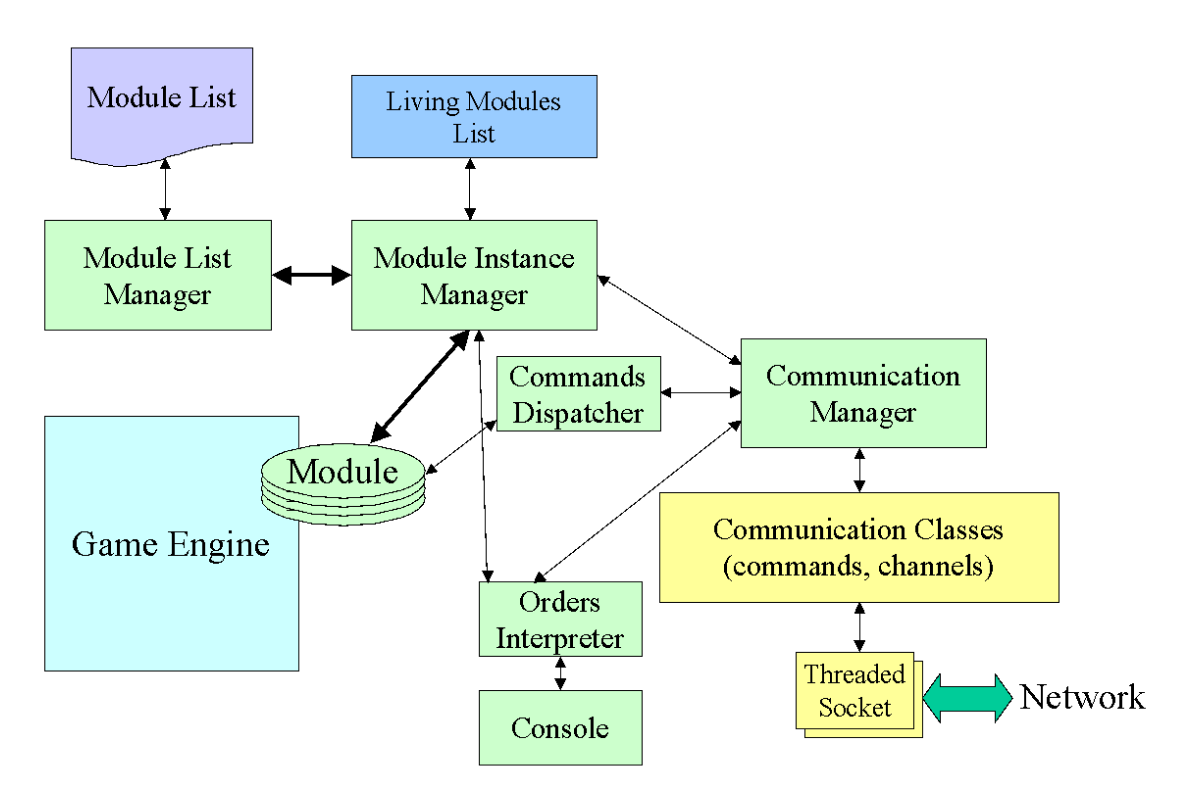 Module List
Living Modules
List
Module List
Manager
Module Instance
Manager
Commands
Dispatcher
Communication
Manager
Module
Game Engine
Communication Classes
(commands, channels)
Orders
Interpreter
Threaded
Socket
Network
Console